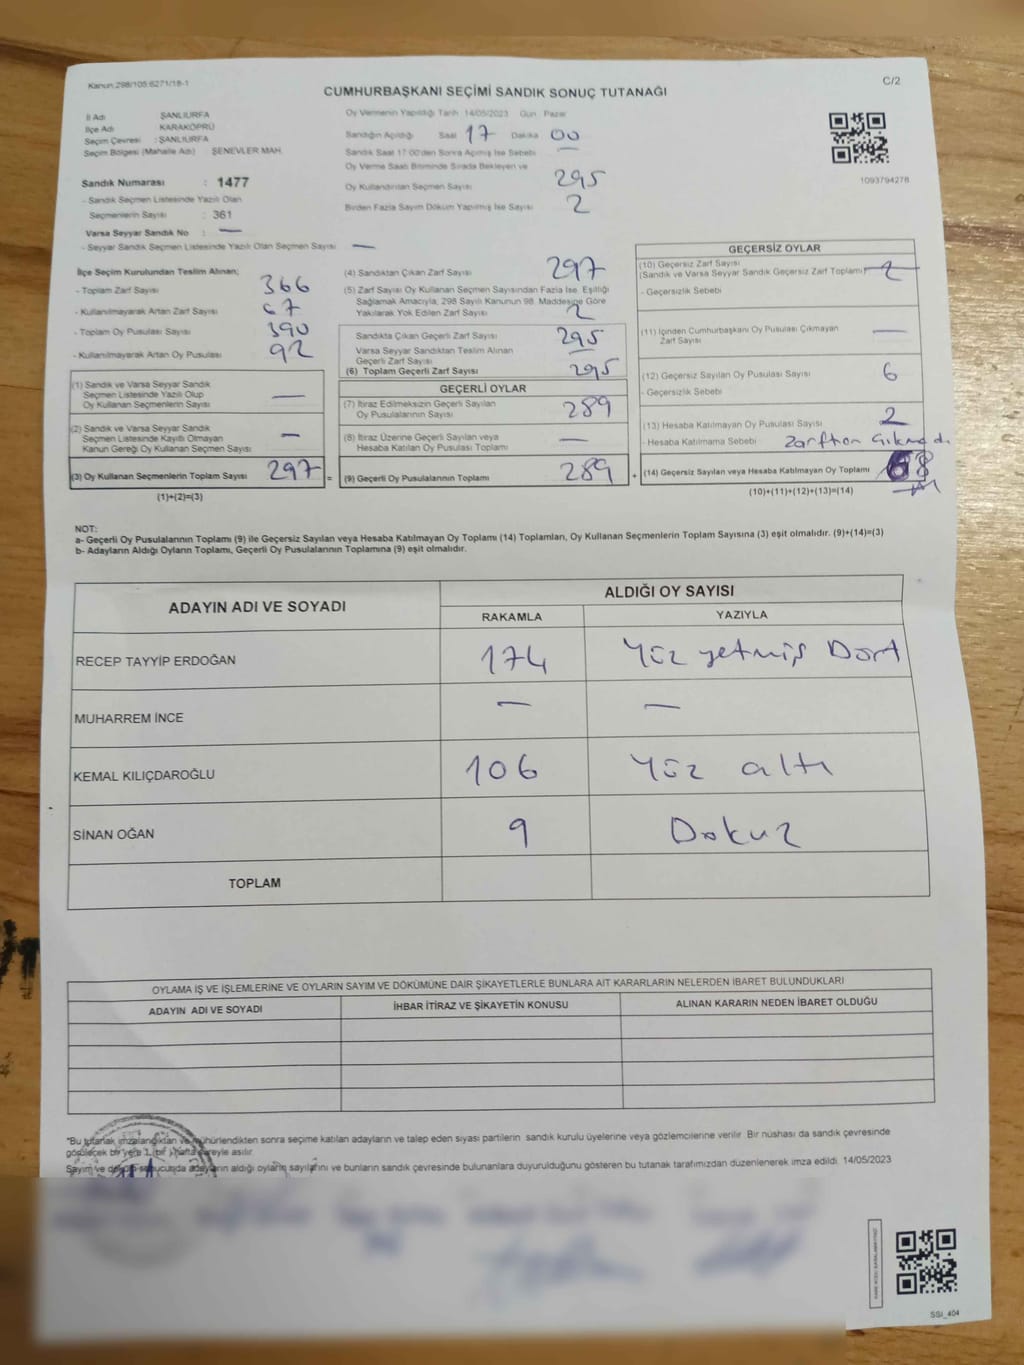 Kanun:298/105:6271/18-1
C/2
CUMHURBAŞKANI SEÇİMİ SANDIK SONUÇ TUTANAĞI
İl Adı : ŞANLIURFA
İlçe Adı : KARAKÖPRÜ
Seçim Çevresi : ŞANLIURFA
Seçim Bölgesi (Mahalle Adı) : ŞENEVLER MAH.
Sandık Numarası : 1477
- Sandık Seçmen Listesinde Yazılı Olan
Seçmenlerin Sayısı : 361
Varsa Seyyar Sandık No : —
- Seyyar Sandık Seçmen Listesinde Yazılı Olan Seçmen Sayısı —
Oy Vermenin Yapıldığı Tarih 14/05/2023 Gün Pazar
Sandığın Açıldığı Saat 17 Dakika 00
Sandık Saat 17:00'den Sonra Açılmış İse Sebebi —
Oy Verme Saati Bitiminde Sırada Bekleyen ve
Oy Kullandırılan Seçmen Sayısı 295
Birden Fazla Sayım Döküm Yapılmış İse Sayısı 2
1093794278
İlçe Seçim Kurulundan Teslim Alınan;
- Toplam Zarf Sayısı 366
- Kullanılmayarak Artan Zarf Sayısı 67
- Toplam Oy Pusulası Sayısı 390
- Kullanılmayarak Artan Oy Pusulası 92
(1) Sandık ve Varsa Seyyar Sandık
Seçmen Listesinde Yazılı Olup
Oy Kullanan Seçmenlerin Sayısı —
(2) Sandık ve Varsa Seyyar Sandık
Seçmen Listesinde Kayıtlı Olmayan
Kanun Gereği Oy Kullanan Seçmen Sayısı —
(3) Oy Kullanan Seçmenlerin Toplam Sayısı 297 =
(1)+(2)=(3)
(4) Sandıktan Çıkan Zarf Sayısı 297
(5) Zarf Sayısı Oy Kullanan Seçmen Sayısından Fazla İse, Eşitliği
Sağlamak Amacıyla, 298 Sayılı Kanunun 98. Maddesine Göre
Yakılarak Yok Edilen Zarf Sayısı 2
Sandıkta Çıkan Geçerli Zarf Sayısı 295
Varsa Seyyar Sandıktan Teslim Alınan
Geçerli Zarf Sayısı —
(6) Toplam Geçerli Zarf Sayısı 295
GEÇERLİ OYLAR
(7) İtiraz Edilmeksizin Geçerli Sayılan
Oy Pusulalarının Sayısı 289
(8) İtiraz Üzerine Geçerli Sayılan veya
Hesaba Katılan Oy Pusulası Toplamı —
(9) Geçerli Oy Pusulalarının Toplamı 289 +
GEÇERSİZ OYLAR
(10) Geçersiz Zarf Sayısı
(Sandık ve Varsa Seyyar Sandık Geçersiz Zarf Toplamı) 2
- Geçersizlik Sebebi
(11) İçinden Cumhurbaşkanı Oy Pusulası Çıkmayan
Zarf Sayısı —
(12) Geçersiz Sayılan Oy Pusulası Sayısı 6
- Geçersizlik Sebebi
(13) Hesaba Katılmayan Oy Pusulası Sayısı 2
- Hesaba Katılmama Sebebi Zarftan Çıkmadı
(14) Geçersiz Sayılan veya Hesaba Katılmayan Oy Toplamı 8
(10)+(11)+(12)+(13)=(14)
NOT:
a- Geçerli Oy Pusulalarının Toplamı (9) ile Geçersiz Sayılan veya Hesaba Katılmayan Oy Toplamı (14) Toplamları, Oy Kullanan Seçmenlerin Toplam Sayısına (3) eşit olmalıdır. (9)+(14)=(3)
b- Adayların Aldığı Oyların Toplamı, Geçerli Oy Pusulalarının Toplamına (9) eşit olmalıdır.
ADAYIN ADI VE SOYADI
ALDIĞI OY SAYISI
RAKAMLA YAZIYLA
RECEP TAYYİP ERDOĞAN 174 Yüz yetmiş Dört
MUHARREM İNCE — —
KEMAL KILIÇDAROĞLU 106 Yüz altı
SİNAN OĞAN 9 Dokuz
TOPLAM
OYLAMA İŞ VE İŞLEMLERİNE VE OYLARIN SAYIM VE DÖKÜMÜNE DAİR ŞİKAYETLERLE BUNLARA AİT KARARLARIN NELERDEN İBARET BULUNDUKLARI
ADAYIN ADI VE SOYADI İHBAR İTİRAZ VE ŞİKAYETİN KONUSU ALINAN KARARIN NEDEN İBARET OLDUĞU
"Bu tutanak imzalandıktan ve mühürlendikten sonra seçime katılan adayların ve talep eden siyasi partilerin sandık kurulu üyelerine veya gözlemcilerine verilir. Bir nüshası da sandık çevresinde
görülecek bir yere 1 (bir) hafta süreyle asılır.
Sayım ve döküm sonucunda adayların aldığı oyların sayılarını ve bunların sandık çevresinde bulunanlara duyurulduğunu gösteren bu tutanak tarafımızdan düzenlenerek imza edildi. 14/05/2023
SSI_404